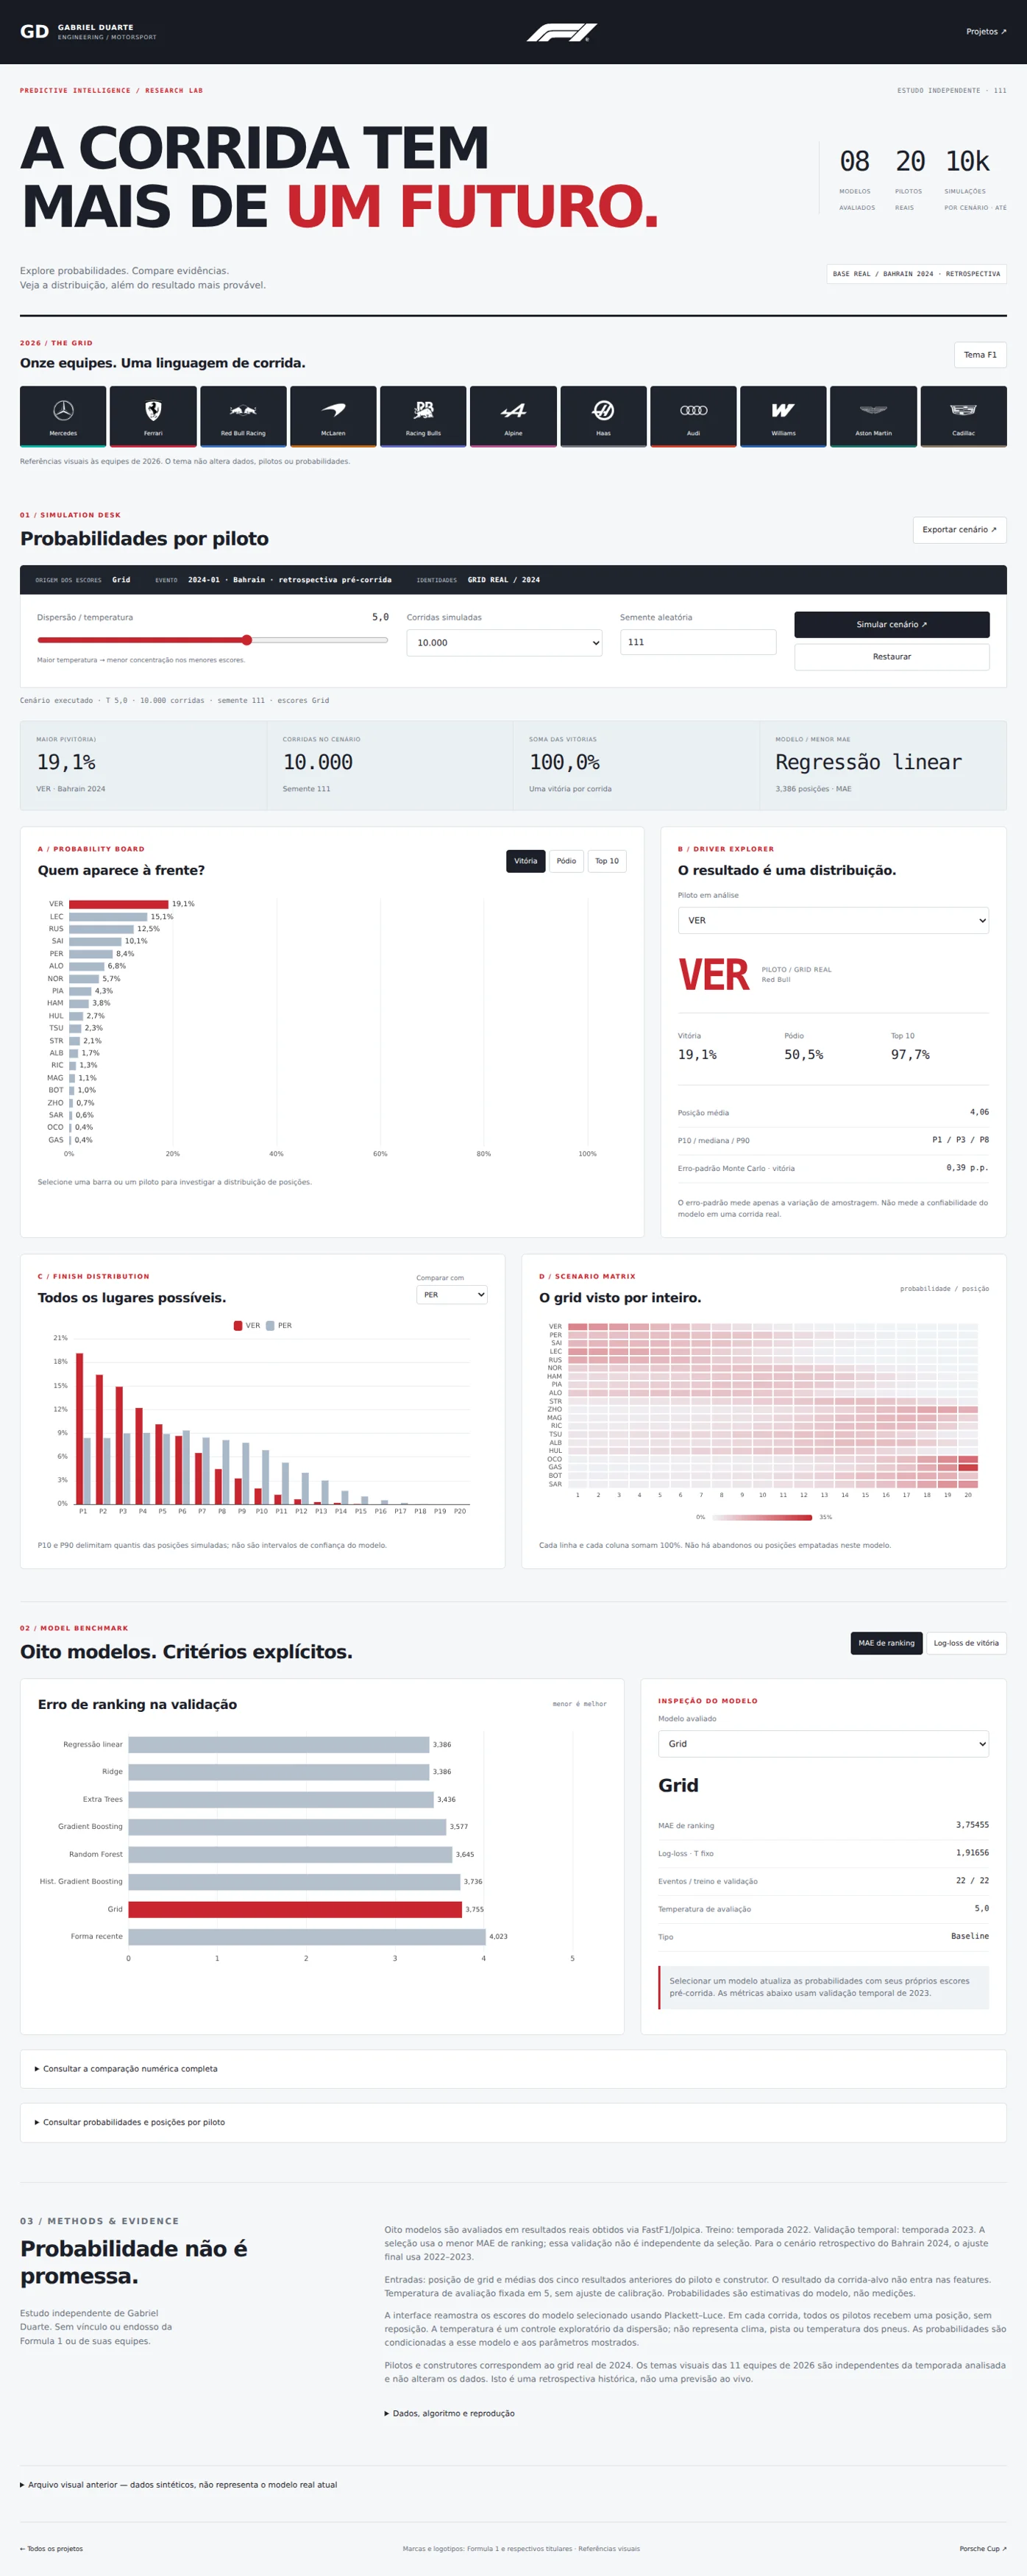 GD
GABRIEL DUARTE
ENGINEERING / MOTORSPORT
Projetos ↗
PREDICTIVE INTELLIGENCE / RESEARCH LAB
ESTUDO INDEPENDENTE · 111
A CORRIDA TEM
MAIS DE UM FUTURO.
08
MODELOS
AVALIADOS
20
PILOTOS
REAIS
10k
SIMULAÇÕES
POR CENÁRIO · ATÉ
Explore probabilidades. Compare evidências.
Veja a distribuição, além do resultado mais provável.
BASE REAL / BAHRAIN 2024 · RETROSPECTIVA
2026 / THE GRID
Onze equipes. Uma linguagem de corrida.
Tema F1
Mercedes
Ferrari
Red Bull Racing
McLaren
Racing Bulls
Alpine
Haas
Audi
Williams
Aston Martin
Cadillac
Referências visuais às equipes de 2026. O tema não altera dados, pilotos ou probabilidades.
01 / SIMULATION DESK
Probabilidades por piloto
Exportar cenário ↗
ORIGEM DOS ESCORES Grid EVENTO 2024-01 · Bahrain · retrospectiva pré-corrida IDENTIDADES GRID REAL / 2024
Dispersão / temperatura 5,0
Maior temperatura → menor concentração nos menores escores.
Corridas simuladas
10.000
Semente aleatória
111
Simular cenário ↗
Restaurar
Cenário executado · T 5,0 · 10.000 corridas · semente 111 · escores Grid
MAIOR P(VITÓRIA)
19,1%
VER · Bahrain 2024
CORRIDAS NO CENÁRIO
10.000
Semente 111
SOMA DAS VITÓRIAS
100,0%
Uma vitória por corrida
MODELO / MENOR MAE
Regressão linear
3,386 posições · MAE
A / PROBABILITY BOARD
Quem aparece à frente?
Vitória
Pódio
Top 10
VER 19,1%
LEC 15,1%
RUS 12,5%
SAI 10,1%
PER 8,4%
ALO 6,8%
NOR 5,7%
PIA 4,3%
HAM 3,8%
HUL 2,7%
TSU 2,3%
STR 2,1%
ALB 1,7%
RIC 1,3%
MAG 1,1%
BOT 1,0%
ZHO 0,7%
SAR 0,6%
OCO 0,4%
GAS 0,4%
0% 20% 40% 60% 80% 100%
Selecione uma barra ou um piloto para investigar a distribuição de posições.
B / DRIVER EXPLORER
O resultado é uma distribuição.
Piloto em análise
VER
VER
PILOTO / GRID REAL
Red Bull
Vitória
19,1%
Pódio
50,5%
Top 10
97,7%
Posição média 4,06
P10 / mediana / P90 P1 / P3 / P8
Erro-padrão Monte Carlo · vitória 0,39 p.p.
O erro-padrão mede apenas a variação de amostragem. Não mede a confiabilidade do
modelo em uma corrida real.
C / FINISH DISTRIBUTION
Todos os lugares possíveis.
Comparar com
PER
VER PER
21%
18%
15%
12%
9%
6%
3%
0%
P1 P2 P3 P4 P5 P6 P7 P8 P9 P10 P11 P12 P13 P14 P15 P16 P17 P18 P19 P20
P10 e P90 delimitam quantis das posições simuladas; não são intervalos de confiança do modelo.
D / SCENARIO MATRIX
O grid visto por inteiro.
probabilidade / posição
VER
PER
SAI
LEC
RUS
NOR
HAM
PIA
ALO
STR
ZHO
MAG
RIC
TSU
ALB
HUL
OCO
GAS
BOT
SAR
1 2 3 4 5 6 7 8 9 10 11 12 13 14 15 16 17 18 19 20
0% 35%
Cada linha e cada coluna somam 100%. Não há abandonos ou posições empatadas neste modelo.
02 / MODEL BENCHMARK
Oito modelos. Critérios explícitos.
MAE de ranking
Log-loss de vitória
Erro de ranking na validação
menor é melhor
Regressão linear 3,386
Ridge 3,386
Extra Trees 3,436
Gradient Boosting 3,577
Random Forest 3,645
Hist. Gradient Boosting 3,736
Grid 3,755
Forma recente 4,023
0 1 2 3 4 5
INSPEÇÃO DO MODELO
Modelo avaliado
Grid
Grid
MAE de ranking 3,75455
Log-loss · T fixo 1,91656
Eventos / treino e validação 22 / 22
Temperatura de avaliação 5,0
Tipo Baseline
Selecionar um modelo atualiza as probabilidades com seus próprios escores
pré-corrida. As métricas abaixo usam validação temporal de 2023.
▶ Consultar a comparação numérica completa
▶ Consultar probabilidades e posições por piloto
03 / METHODS & EVIDENCE
Probabilidade não é
promessa.
Estudo independente de Gabriel
Duarte. Sem vínculo ou endosso da
Formula 1 ou de suas equipes.
Oito modelos são avaliados em resultados reais obtidos via FastF1/Jolpica. Treino: temporada 2022. Validação temporal: temporada 2023. A
seleção usa o menor MAE de ranking; essa validação não é independente da seleção. Para o cenário retrospectivo do Bahrain 2024, o ajuste
final usa 2022–2023.
Entradas: posição de grid e médias dos cinco resultados anteriores do piloto e construtor. O resultado da corrida-alvo não entra nas features.
Temperatura de avaliação fixada em 5, sem ajuste de calibração. Probabilidades são estimativas do modelo, não medições.
A interface reamostra os escores do modelo selecionado usando Plackett–Luce. Em cada corrida, todos os pilotos recebem uma posição, sem
reposição. A temperatura é um controle exploratório da dispersão; não representa clima, pista ou temperatura dos pneus. As probabilidades são
condicionadas a esse modelo e aos parâmetros mostrados.
Pilotos e construtores correspondem ao grid real de 2024. Os temas visuais das 11 equipes de 2026 são independentes da temporada analisada
e não alteram os dados. Isto é uma retrospectiva histórica, não uma previsão ao vivo.
▶ Dados, algoritmo e reprodução
▶ Arquivo visual anterior — dados sintéticos, não representa o modelo real atual
← Todos os projetos
Marcas e logotipos: Formula 1 e respectivos titulares · Referências visuais
Porsche Cup ↗